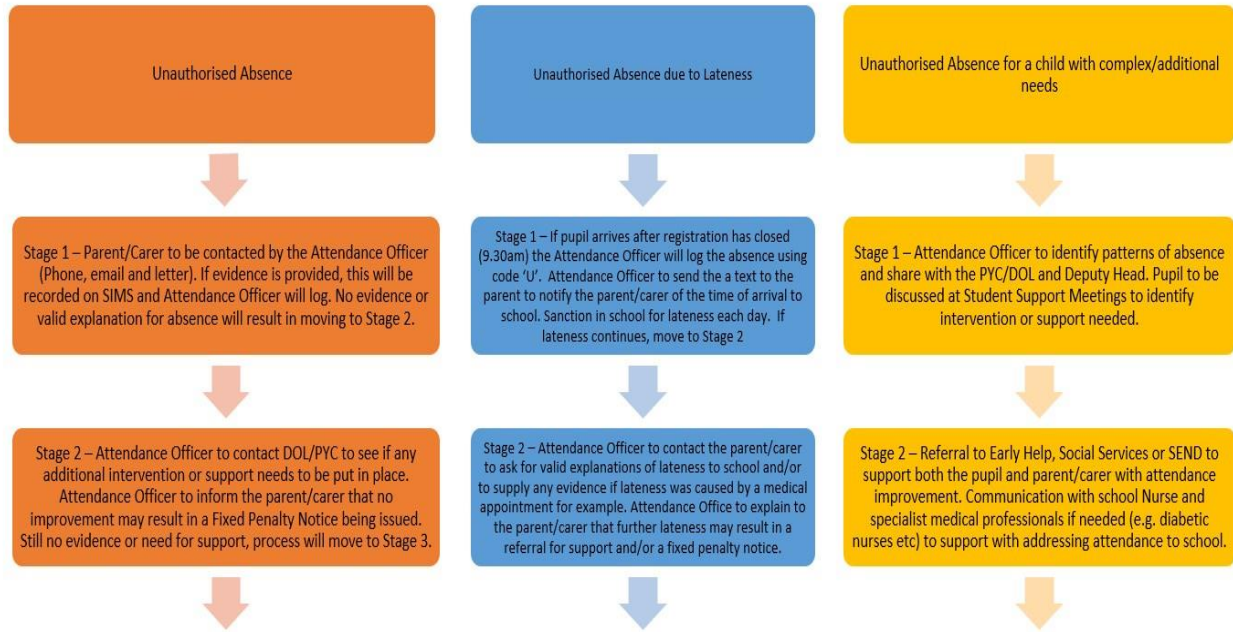 Unauthorised Absence
Unauthorised Absence due to Lateness
Unauthorised Absence for a child with complex/additional
needs
Stage 1 – Parent/Carer to be contacted by the Attendance Officer
(Phone, email and letter). If evidence is provided, this will be
recorded on SIMS and Attendance Officer will log. No evidence or
valid explanation for absence will result in moving to Stage 2.
Stage 1 – If pupil arrives after registration has closed
(9.30am) the Attendance Officer will log the absence using
code ‘U’. Attendance Officer to send the a text to the
parent to notify the parent/carer of the time of arrival to
school. Sanction in school for lateness each day. If
lateness continues, move to Stage 2
Stage 1 – Attendance Officer to identify patterns of absence
and share with the PYC/DOL and Deputy Head. Pupil to be
discussed at Student Support Meetings to identify
intervention or support needed.
Stage 2 – Attendance Officer to contact DOL/PYC to see if any
additional intervention or support needs to be put in place.
Attendance Officer to inform the parent/carer that no
improvement may result in a Fixed Penalty Notice being issued.
Still no evidence or need for support, process will move to Stage 3.
Stage 2 – Attendance Officer to contact the parent/carer
to ask for valid explanations of lateness to school and/or
to supply any evidence if lateness was caused by a medical
appointment for example. Attendance Office to explain to
the parent/carer that further lateness may result in a
referral for support and/or a fixed penalty notice.
Stage 2 – Referral to Early Help, Social Services or SEND to
support both the pupil and parent/carer with attendance
improvement. Communication with school Nurse and
specialist medical professionals if needed (e.g. diabetic
nurses etc) to support with addressing attendance to school.